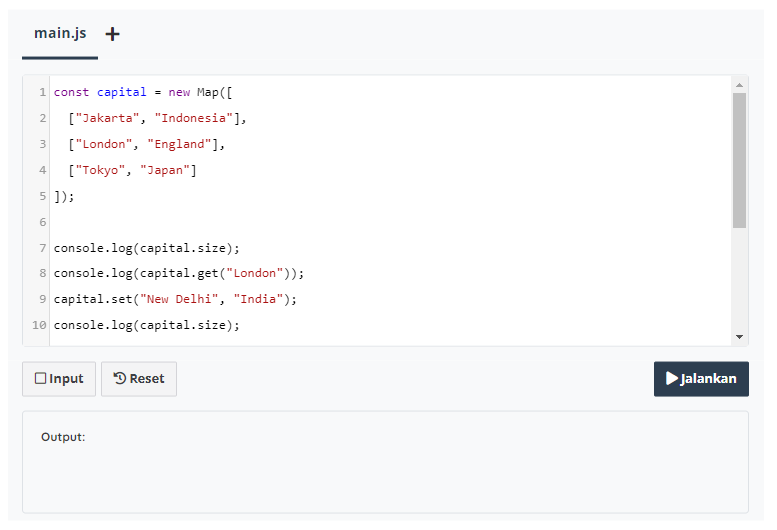 main.js +
1 const capital = new Map([
2 ["Jakarta", "Indonesia"],
3 ["London", "England"],
4 ["Tokyo", "Japan"]
5 ]);
6
7 console.log(capital.size);
8 console.log(capital.get("London"));
9 capital.set("New Delhi", "India");
10 console.log(capital.size);
Input Reset Jalankan
Output: